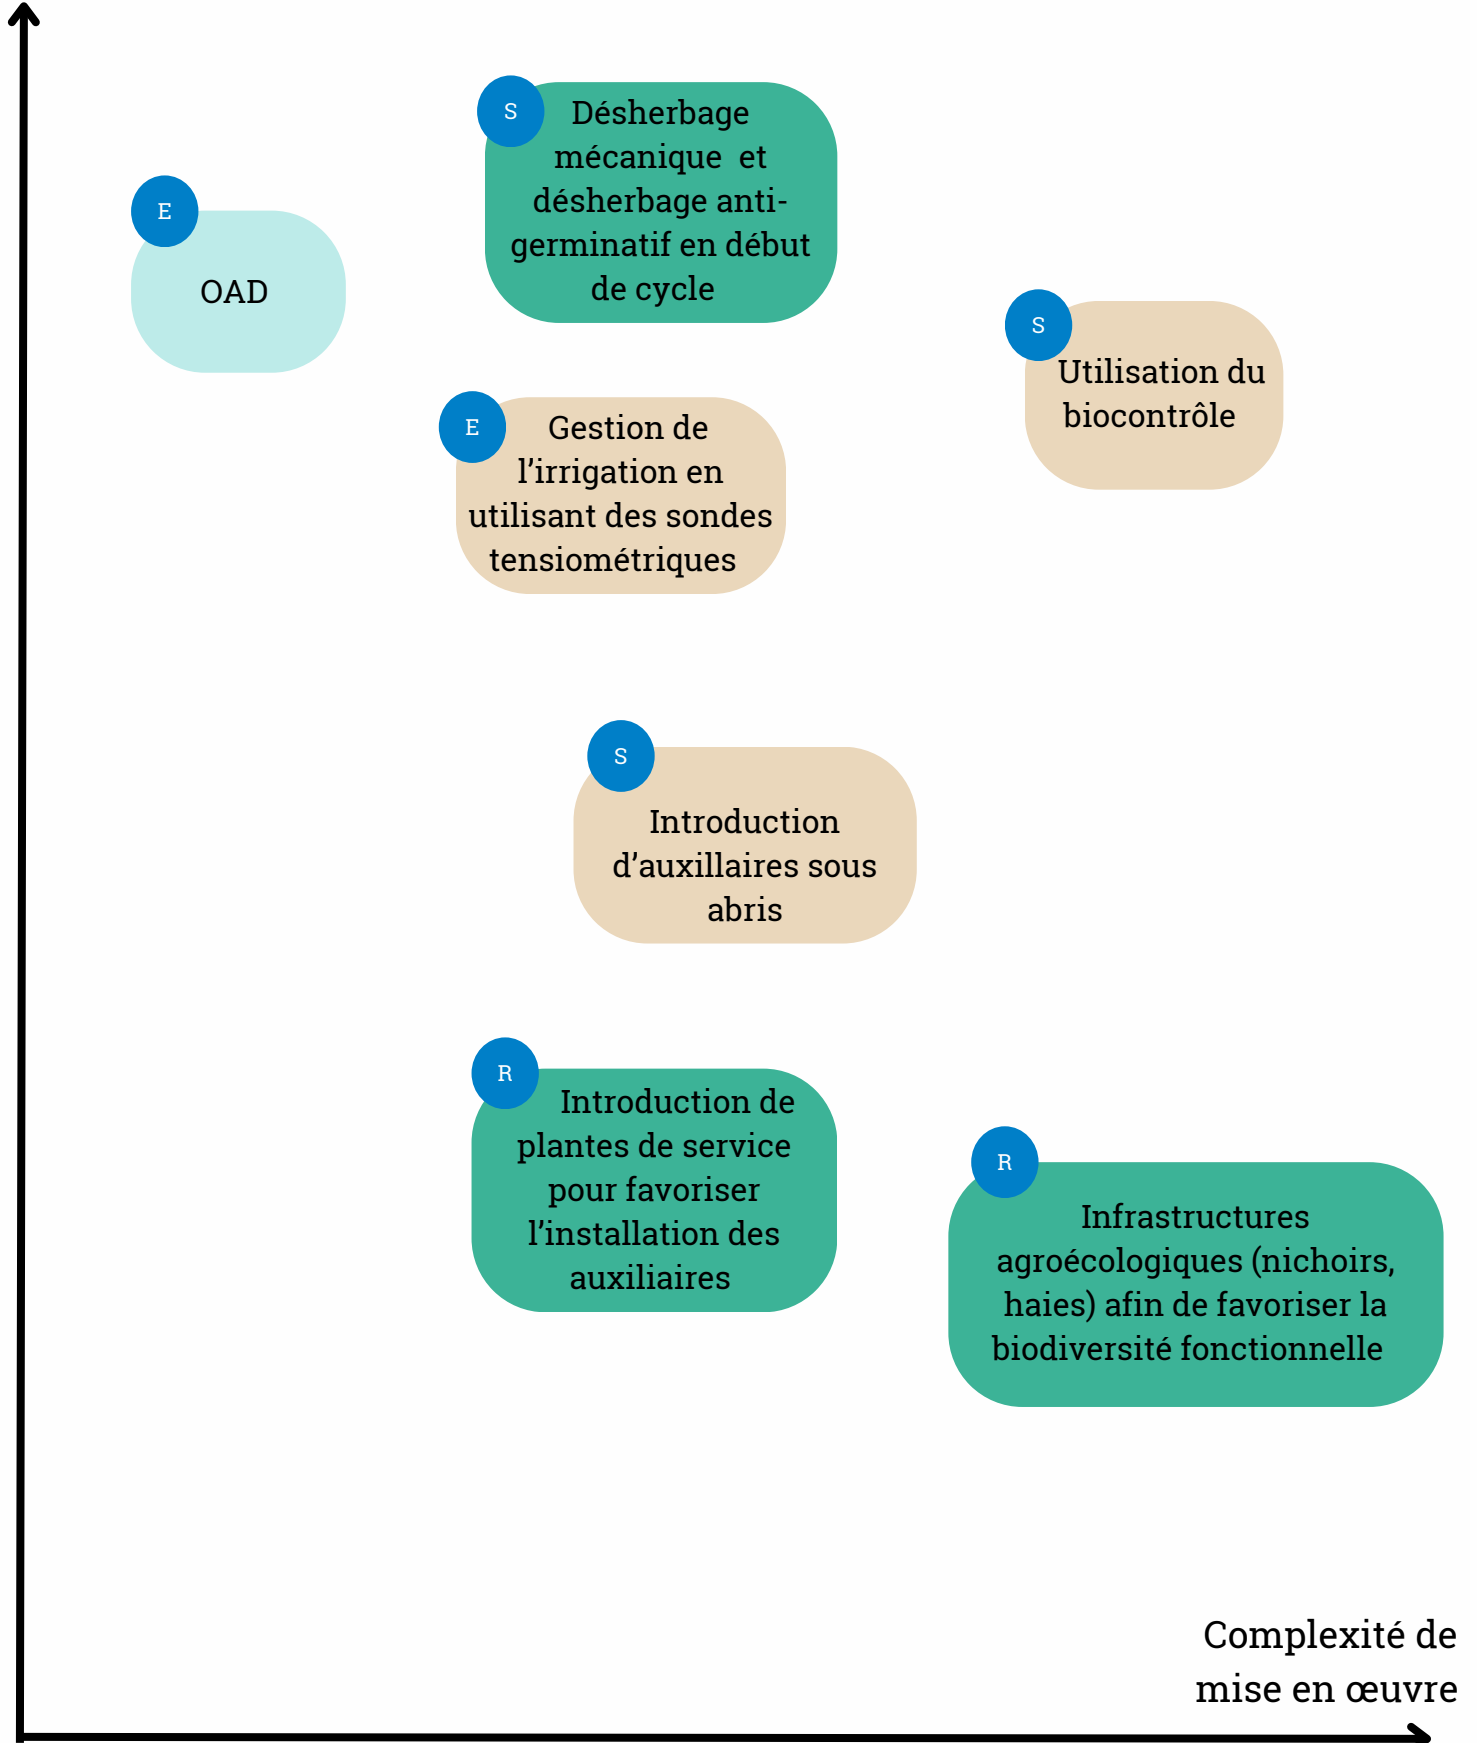 S
Désherbage
mécanique et
désherbage anti-
germinatif en début
de cycle
E
OAD
S
Utilisation du
biocontrôle
E
Gestion de
l’irrigation en
utilisant des sondes
tensiométriques
S
Introduction
d’auxillaires sous
abris
R
Introduction de
plantes de service
pour favoriser
l’installation des
auxiliaires
R
Infrastructures
agroécologiques (nichoirs,
haies) afin de favoriser la
biodiversité fonctionnelle
Complexité de
mise en œuvre